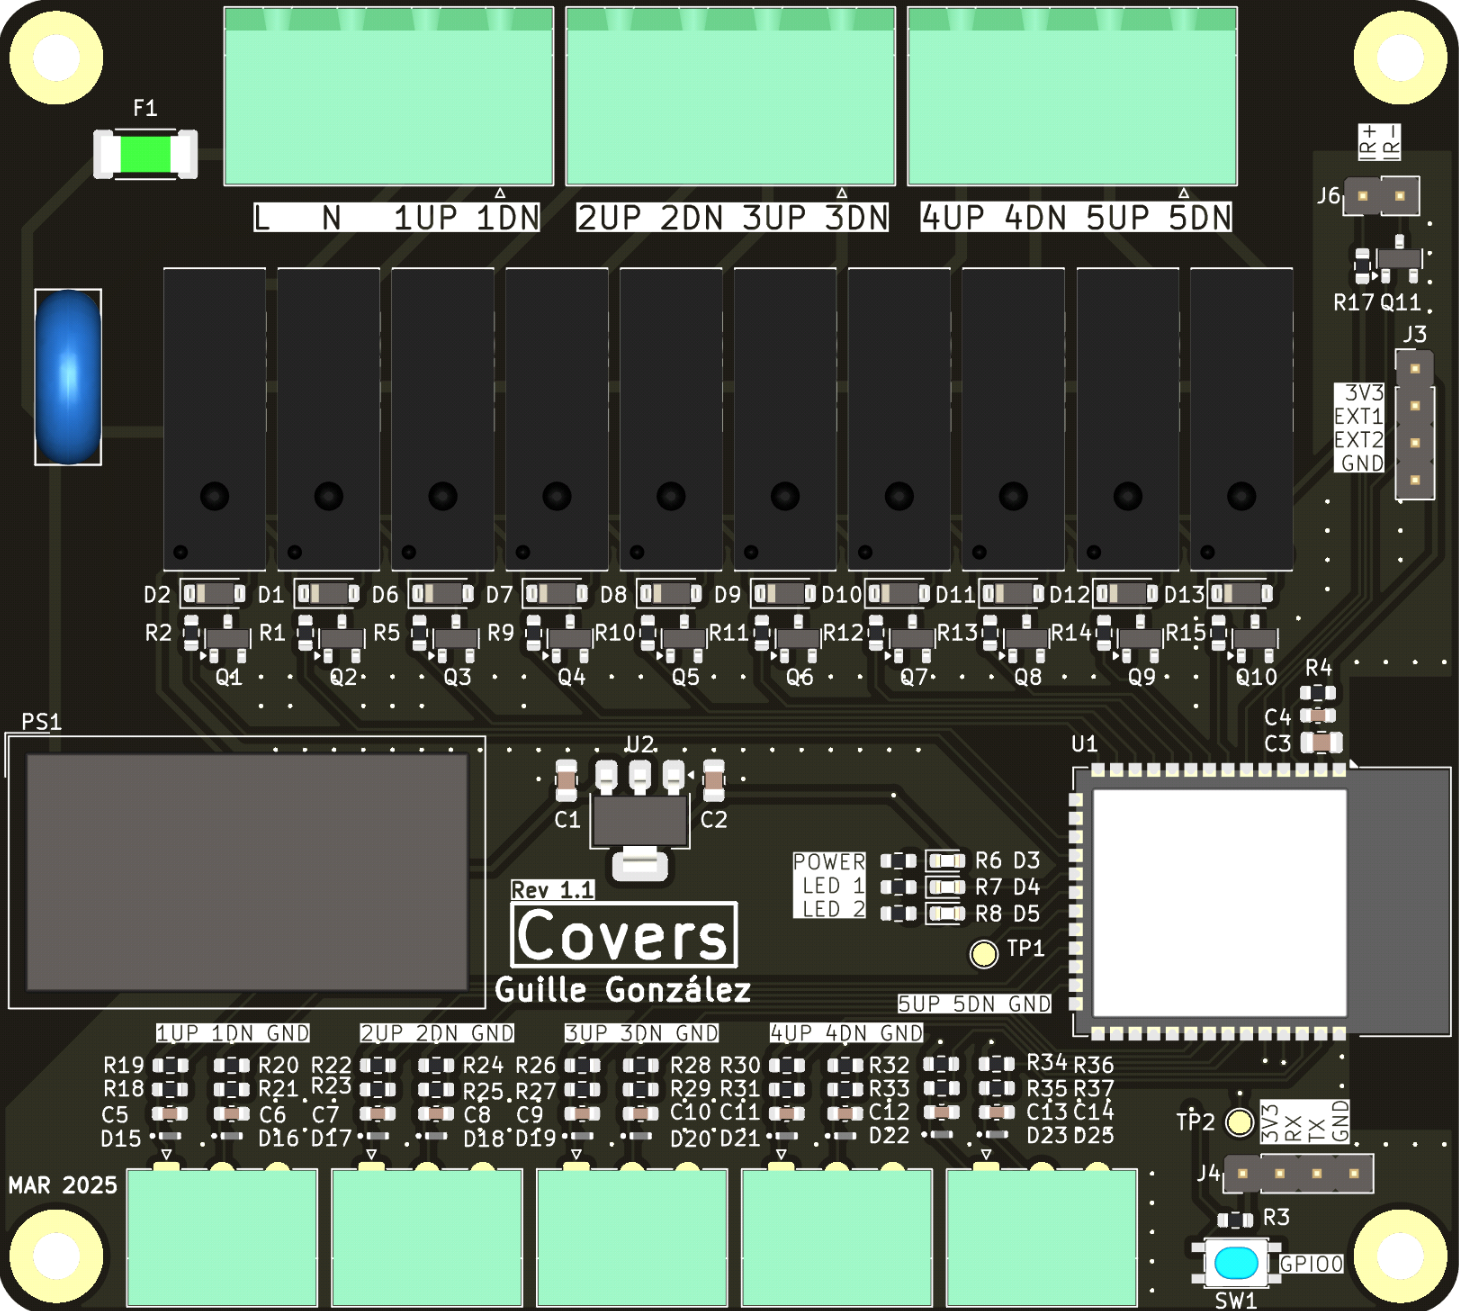 F1
IR+
IR-
J6
L N 1UP 1DN
2UP 2DN 3UP 3DN
4UP 4DN 5UP 5DN
R17 Q11
J3
3V3
EXT1
EXT2
GND
D2 D1 D6 D7 D8 D9 D10 D11 D12 D13
R2 R1 R5 R9 R10 R11 R12 R13 R14 R15
Q1 Q2 Q3 Q4 Q5 Q6 Q7 Q8 Q9 Q10
R4
C4
C3
PS1
U2
U1
C1
C2
POWER
LED 1
LED 2
R6 D3
R7 D4
R8 D5
Rev 1.1
Covers
Guille González
TP1
5UP 5DN GND
1UP 1DN GND
2UP 2DN GND
3UP 3DN GND
4UP 4DN GND
R19 R20 R22 R24 R26 R28 R30 R32 R34 R36
R18 R21 R23 R25 R27 R29 R31 R33 R35 R37
C5 C6 C7 C8 C9 C10 C11 C12 C13 C14
D15 D16 D17 D18 D19 D20 D21 D22 D23 D25
TP2
3V3
RX
TX
GND
J4
MAR 2025
R3
GPIO0
SW1